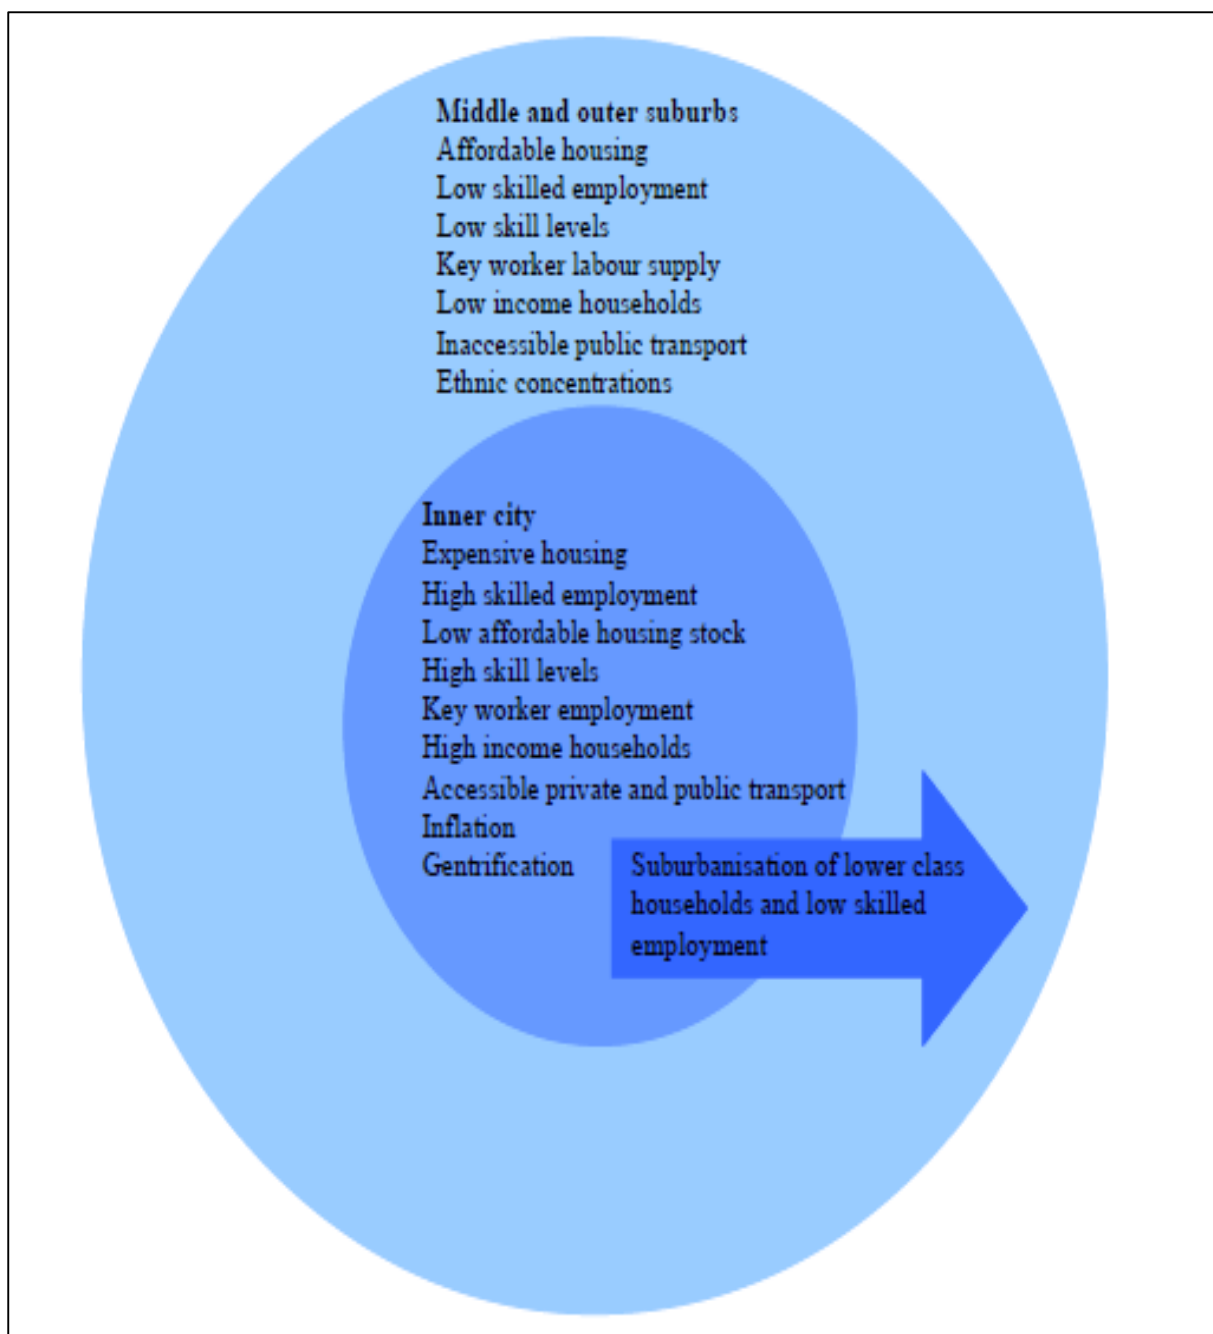 Middle and outer suburbs
Affordable housing
Low skilled employment
Low skill levels
Key worker labour supply
Low income households
Inaccessible public transport
Ethnic concentrations
Inner city
Expensive housing
High skilled employment
Low affordable housing stock
High skill levels
Key worker employment
High income households
Accessible private and public transport
Inflation
Gentrification
Suburbanisation of lower class
households and low skilled
employment